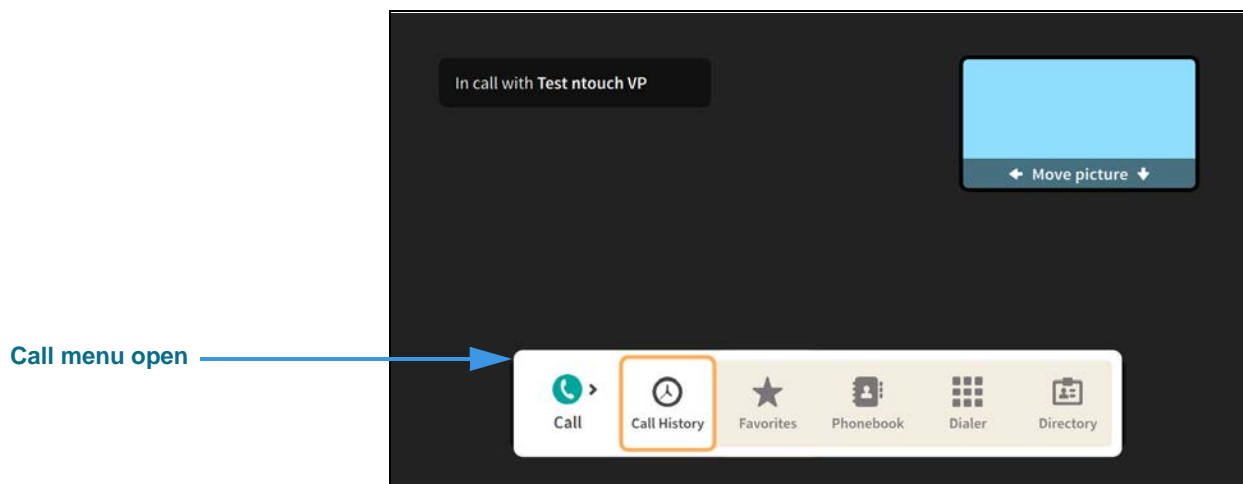 In call with Test ntouch VP
Move picture
Call menu open
Call
Call History
Favorites
Phonebook
Dialer
Directory